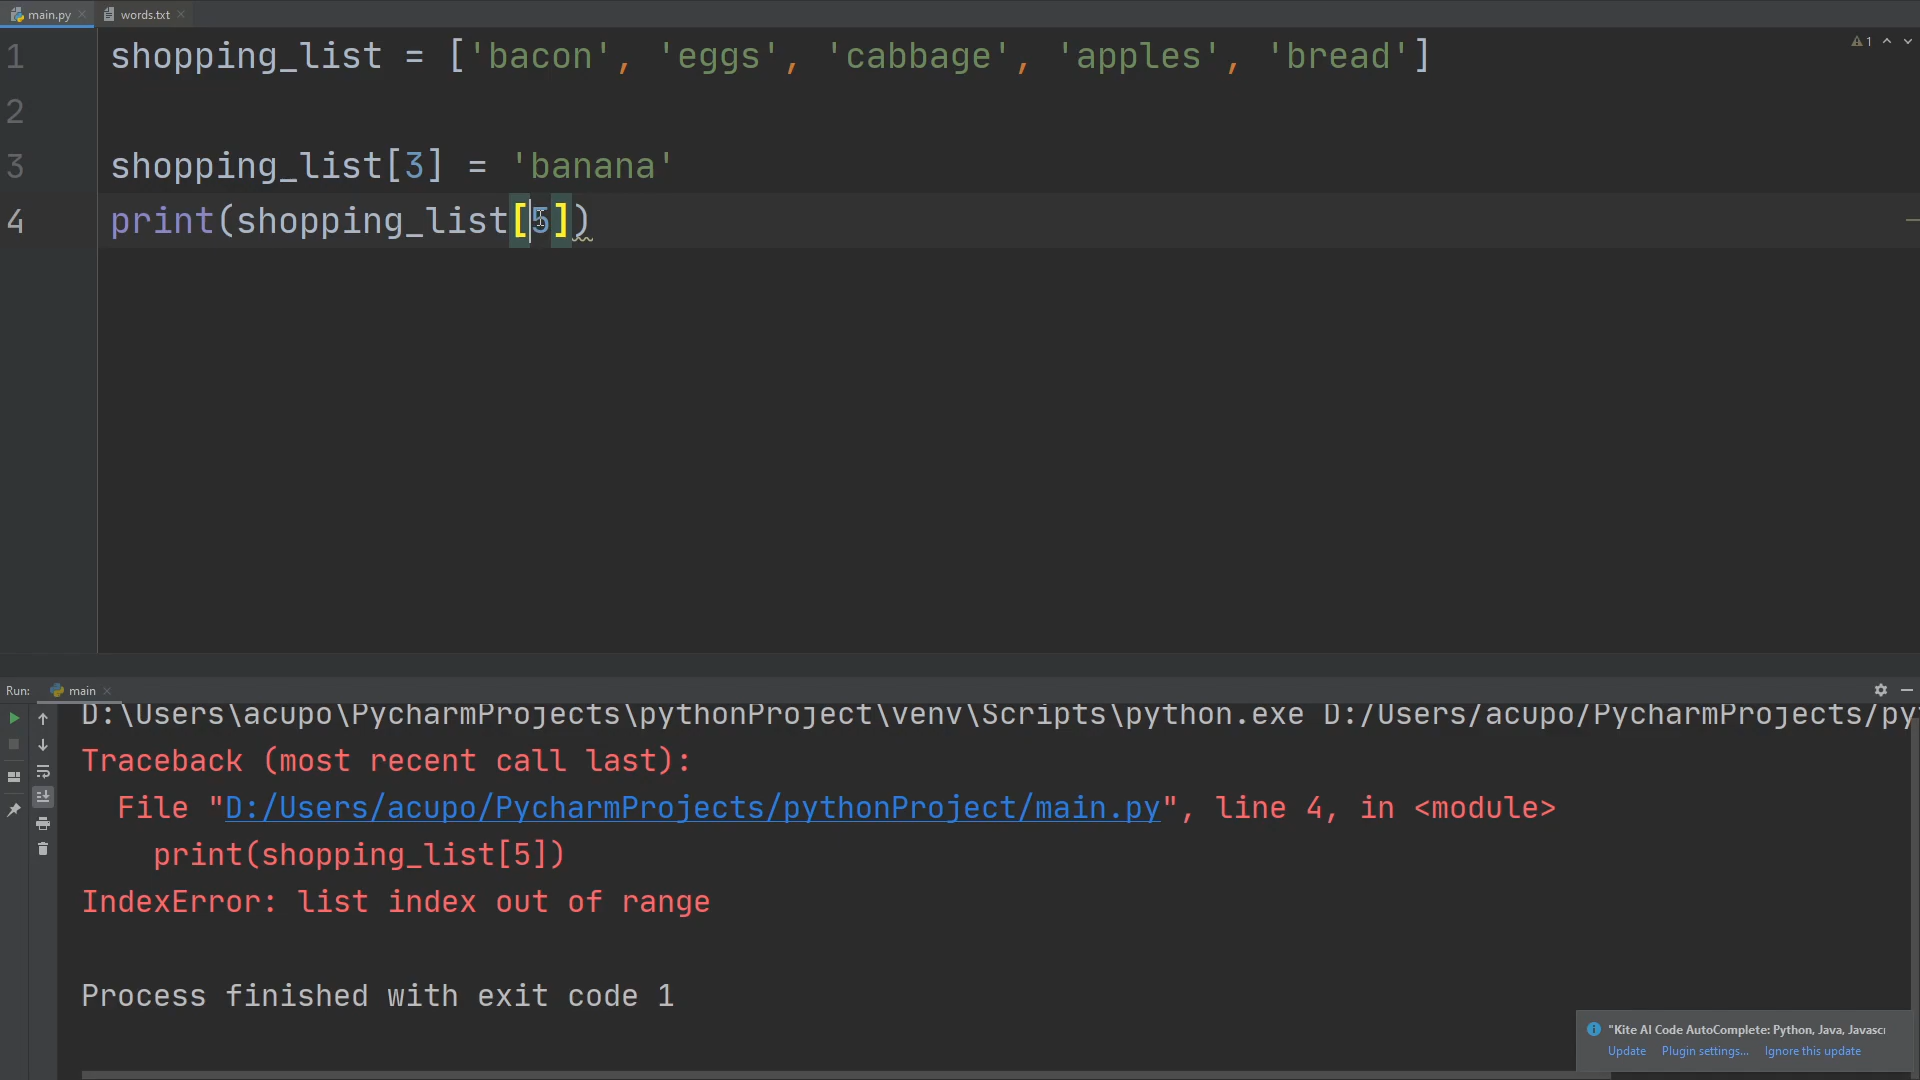 main.py
words.txt
1 shopping_list = ['bacon', 'eggs', 'cabbage', 'apples', 'bread']
1
2
3 shopping_list[3] = 'banana'
4 print(shopping_list[5])
Run: main
D:\Users\acupo\PycharmProjects\pythonProject\venv\Scripts\python.exe D:/Users/acupo/PycharmProjects/py
Traceback (most recent call last):
File "D:/Users/acupo/PycharmProjects/pythonProject/main.py", line 4, in <module>
print(shopping_list[5])
IndexError: list index out of range
Process finished with exit code 1
"Kite AI Code AutoComplete: Python, Java, Javasc
Update Plugin settings... Ignore this update